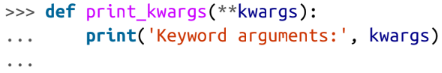 >>> def print_kwargs(**kwargs):
...     print('Keyword arguments:', kwargs)
...